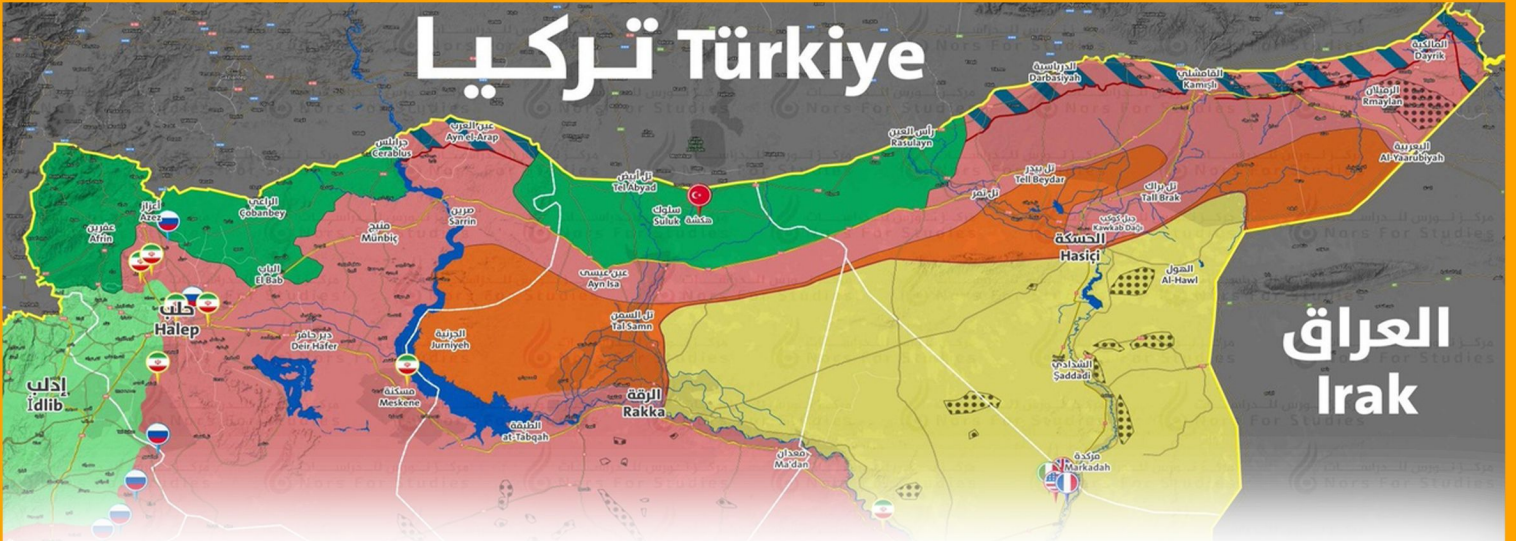 تركيا Türkiye
المالكية
Dayrik
الدرباسية
Darbasiyah
القامشلي
Kamışlı
الرميلان
Rmaylan
عين العرب
Ayn el-Arap
جرابلس
Cerablus
رأس العين
Rasulayn
اليعربية
Al-Yaarubiyah
تل أبيض
Tel Abyad
تل بيدر
Tell Beydar
تل تمر
تل براك
Tall Brak
أعزاز
Azez
الراعي
Çobanbey
سلوك
Suluk
صرين
Sarrin
عفرين
Afrin
منبج
Münbiç
جبل كوكب
Kawkab Dağı
الحسكة
Hasiçi
الباب
El Bab
عين عيسى
Ayn Isa
الهول
Al-Hawl
حلب
Halep
تل السمن
Tal Samn
العراق
Irak
دير حافر
Deir Hafer
الجرنية
Jurniyeh
إدلب
İdlib
مسكنة
Meskene
الرقة
Rakka
الشدادي
Şaddadi
الطبقة
at-Tabqah
معدان
Ma'dan
مركدة
Markadah
Nors For Studies